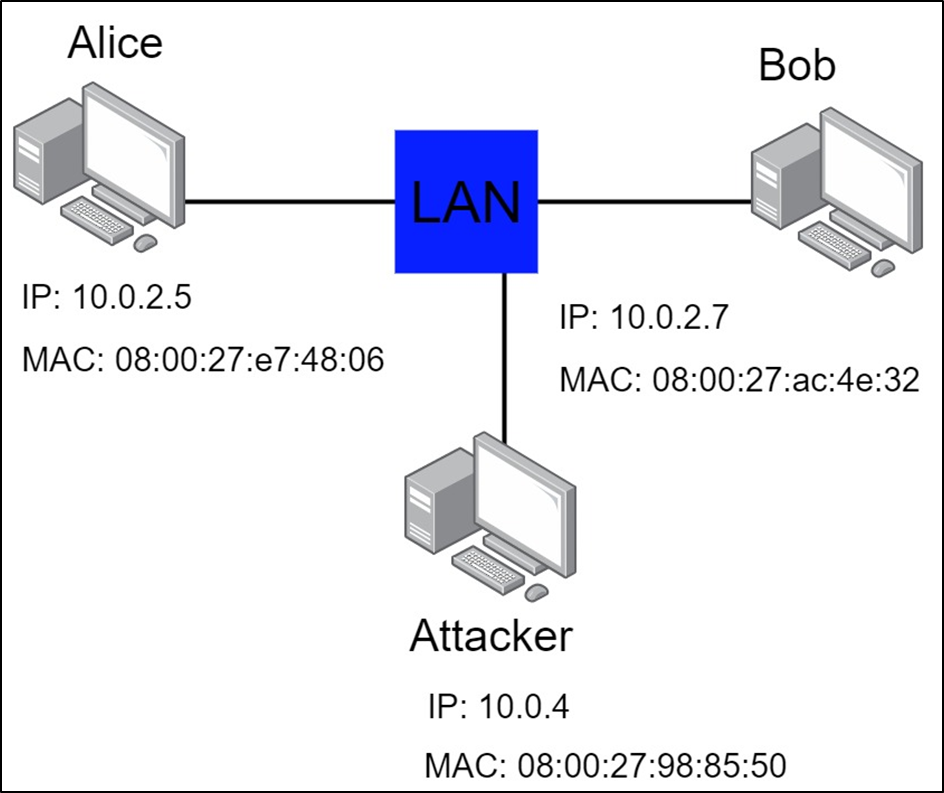 Alice
Bob
LAN
IP: 10.0.2.5
MAC: 08:00:27:e7:48:06
IP: 10.0.2.7
MAC: 08:00:27:ac:4e:32
Attacker
IP: 10.0.4
MAC: 08:00:27:98:85:50